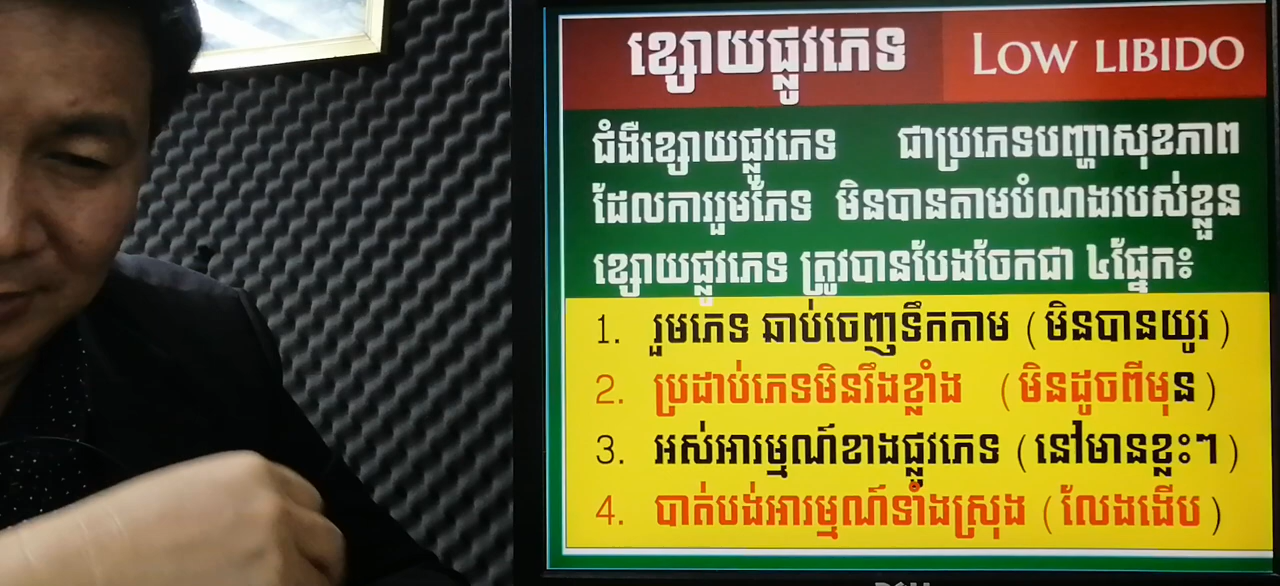 ខ្សោយផ្លូវភេទ LOW LIBIDO
ជំងឺខ្សោយផ្លូវភេទ ជាប្រភេទបញ្ហាសុខភាព
ដែលការរួមភេទ មិនបានតាមបំណងរបស់ខ្លួន
ខ្សោយផ្លូវភេទ ត្រូវបានបែងចែកជា ៤ផ្នែក៖
1. រួមភេទ ឆាប់ចេញទឹកកាម (មិនបានយូរ)
2. ប្រដាប់ភេទមិនរឹងខ្លាំង (មិនដូចពីមុន)
3. អស់អារម្មណ៍ខាងផ្លូវភេទ (នៅមានខ្លះៗ)
4. បាត់បង់អារម្មណ៍ទាំងស្រុង (លែងងើប)